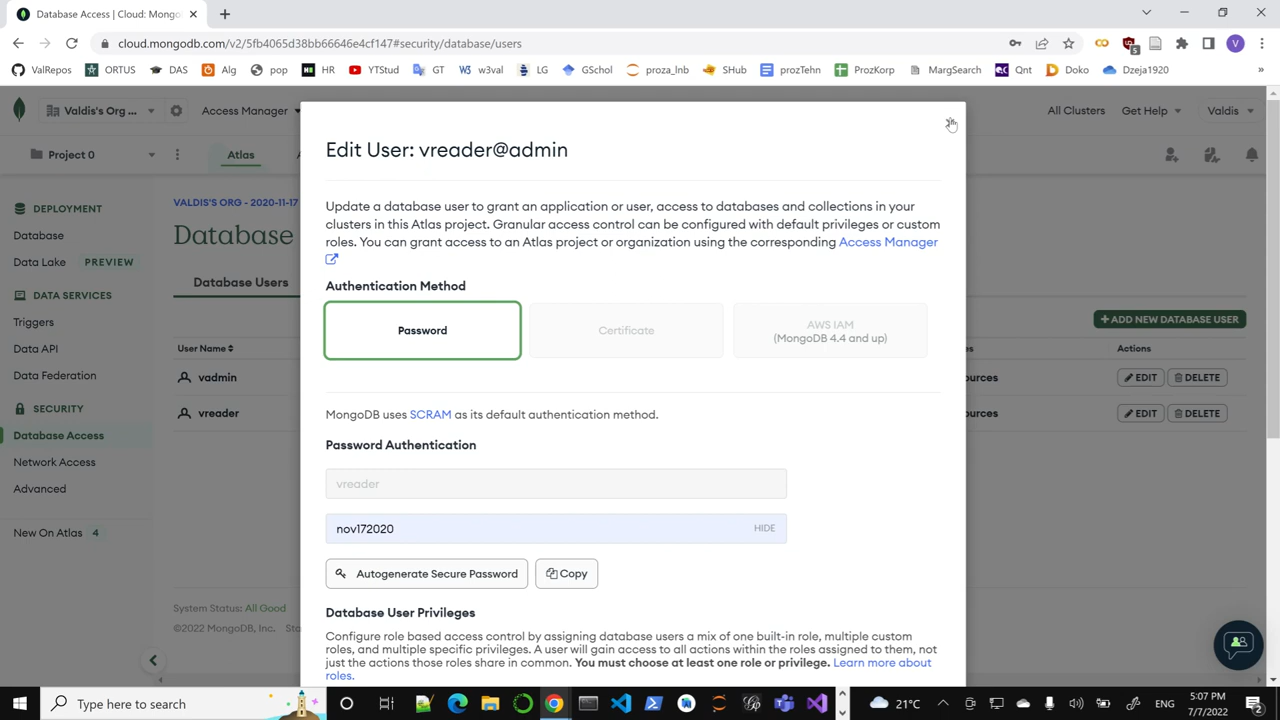 Database Access | Cloud: Mongo
cloud.mongodb.com/v2/5fb4065d38bb66646e4cf147#security/database/users
5
V
ValRepos
ORTUS
DAS
Alg
pop
HR
YTStud
GT
W3 w3val
LG
GSchol
proza_lnb
SHub
prozTehn
ProzKorp
MargSearch
Qnt
Doko
Dzeja1920
»
Valdis's Org ...
Access Manager
All Clusters
Get Help
Valdis
Project 0
Atlas
DEPLOYMENT
Database
Data Lake PREVIEW
DATA SERVICES
Triggers
Data API
Data Federation
SECURITY
Database Access
Network Access
Advanced
New On Atlas 4
VALDIS'S ORG - 2020-11-17
Database
Database Users
+ ADD NEW DATABASE USER
User Name
Actions
vadmin
EDIT
DELETE
vreader
EDIT
DELETE
System Status: All Good
©2022 MongoDB, Inc.
Edit User: vreader@admin
Update a database user to grant an application or user, access to databases and collections in your
clusters in this Atlas project. Granular access control can be configured with default privileges or custom
roles. You can grant access to an Atlas project or organization using the corresponding Access Manager
Authentication Method
Password
Certificate
AWS IAM
(MongoDB 4.4 and up)
MongoDB uses SCRAM as its default authentication method.
Password Authentication
vreader
nov172020
HIDE
Autogenerate Secure Password
Copy
Database User Privileges
Configure role based access control by assigning database users a mix of one built-in role, multiple custom
roles, and multiple specific privileges. A user will gain access to all actions within the roles assigned to them, not
just the actions those roles share in common. You must choose at least one role or privilege. Learn more about
roles.
Type here to search
21°C
5:07 PM
7/7/2022
2